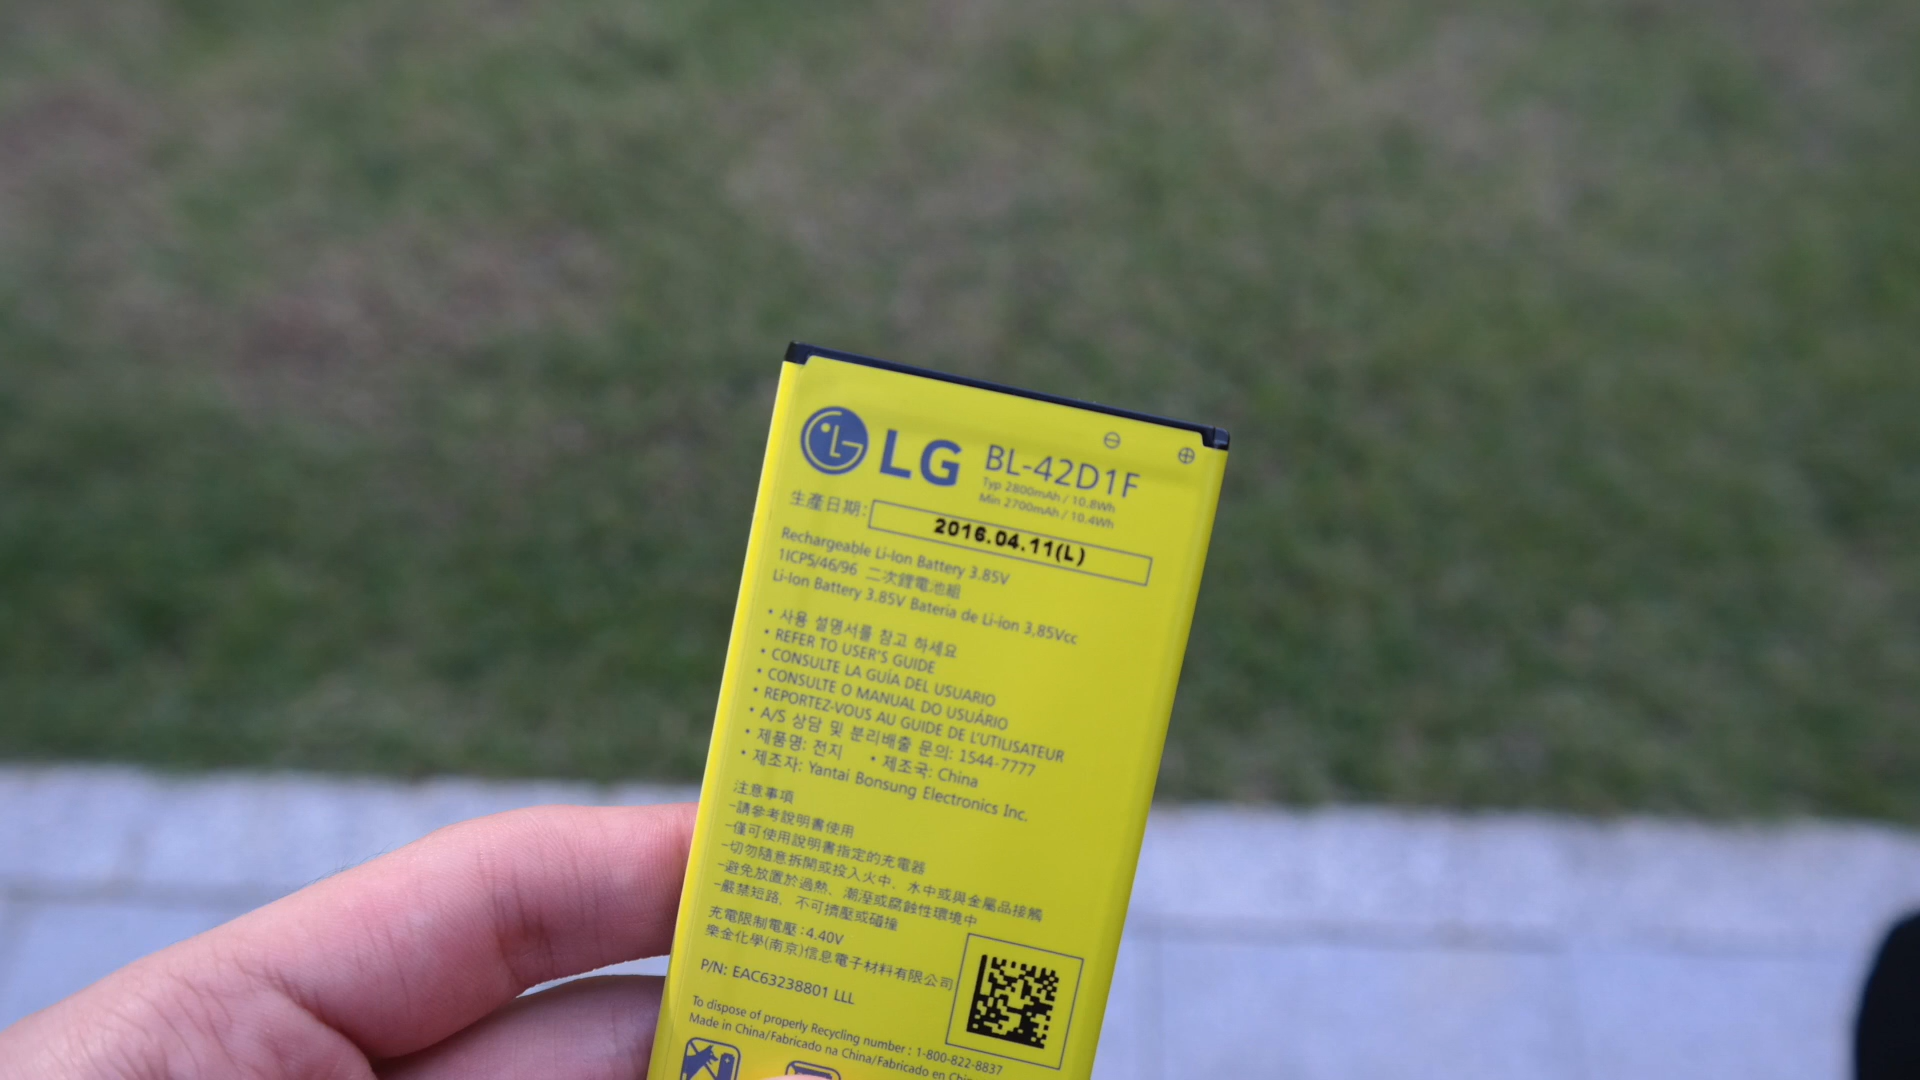 LG BL-42D1F
Typ 2800mAh / 10.8Wh
Min 2700mAh / 10.4Wh
生產日期: 2016.04.11(L)
Rechargeable Li-Ion Battery 3.85V
1ICP5/46/96 二次鋰電池組
Li-Ion Battery 3.85V Bateria de Li-ion 3,85Vcc
• 사용 설명서를 참고 하세요
• REFER TO USER'S GUIDE
• CONSULTE LA GUÍA DEL USUARIO
• CONSULTE O MANUAL DO USUÁRIO
• REPORTEZ-VOUS AU GUIDE DE L'UTILISATEUR
• A/S 상담 및 분리배출 문의: 1544-7777
• 제품명: 전지 • 제조국: China
• 제조자: Yantai Bonsung Electronics Inc.
注意事項
-請參考說明書使用
-僅可使用說明書指定的充電器
-切勿隨意拆開或投入火中、水中或與金屬品接觸
-避免放置於過熱、潮溼或腐蝕性環境中
-嚴禁短路、不可擠壓或碰撞
充電限制電壓:4.40V
樂金化學(南京)信息電子材料有限公司
P/N: EAC63238801 LLL
To dispose of properly Recycling number : 1-800-822-8837
Made in China/Fabricado na China/Fabricado en